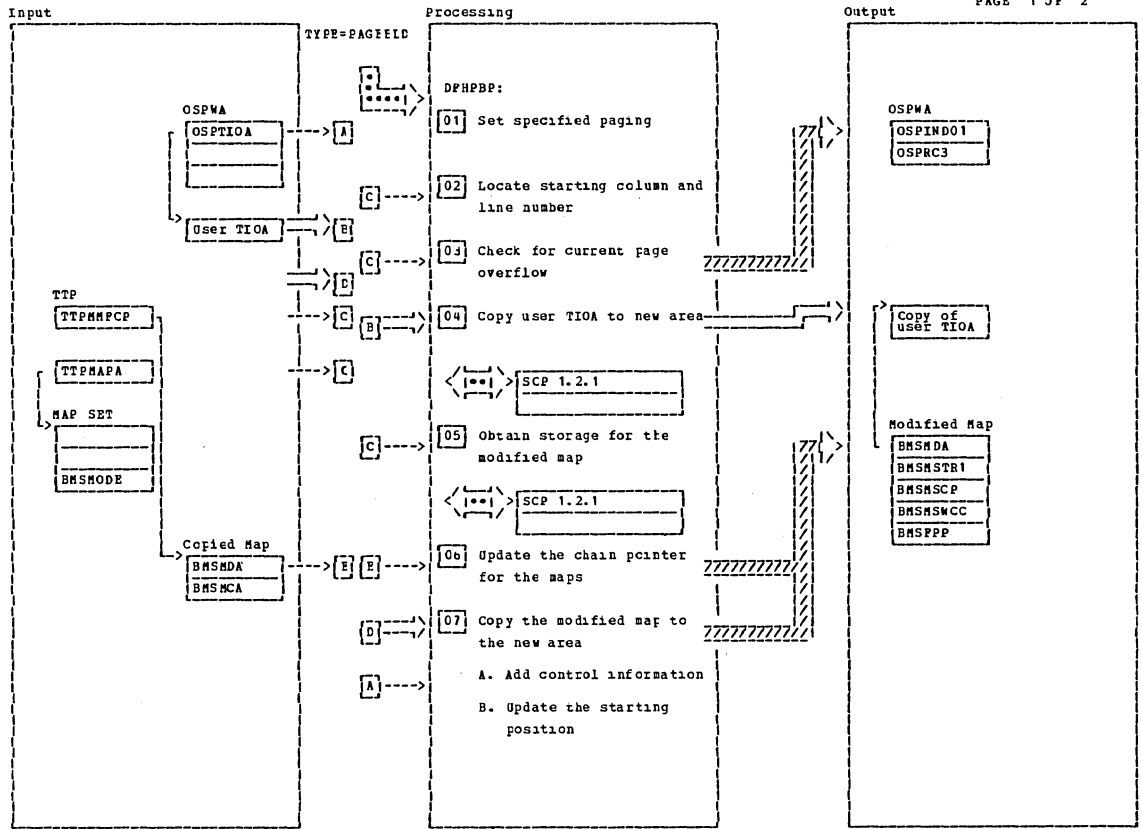 PAGE 1 OF 2
Input
Processing
Output
TYPE=PAGEBLD
DFHPBP:
OSPWA
OSPTIOA
A
01 Set specified paging
OSPWA
OSPIND01
OSPRC3
C
02 Locate starting column and
line number
User TIOA
B
C
03 Check for current page
overflow
D
TTP
TTPMMPCP
C
B
04 Copy user TIOA to new area
Copy of
user TIOA
TTPMAPA
C
SCP 1.2.1
MAP SET
BMSMODE
C
05 Obtain storage for the
modified map
Modified Map
BMSMDA
BMSMSTR1
BMSMSCP
BMSMSWCC
BMSPPP
SCP 1.2.1
Copied Map
BMSMDA
BMSMCA
E
E
06 Update the chain pointer
for the maps
D
07 Copy the modified map to
the new area
A
A. Add control information
B. Update the starting
position